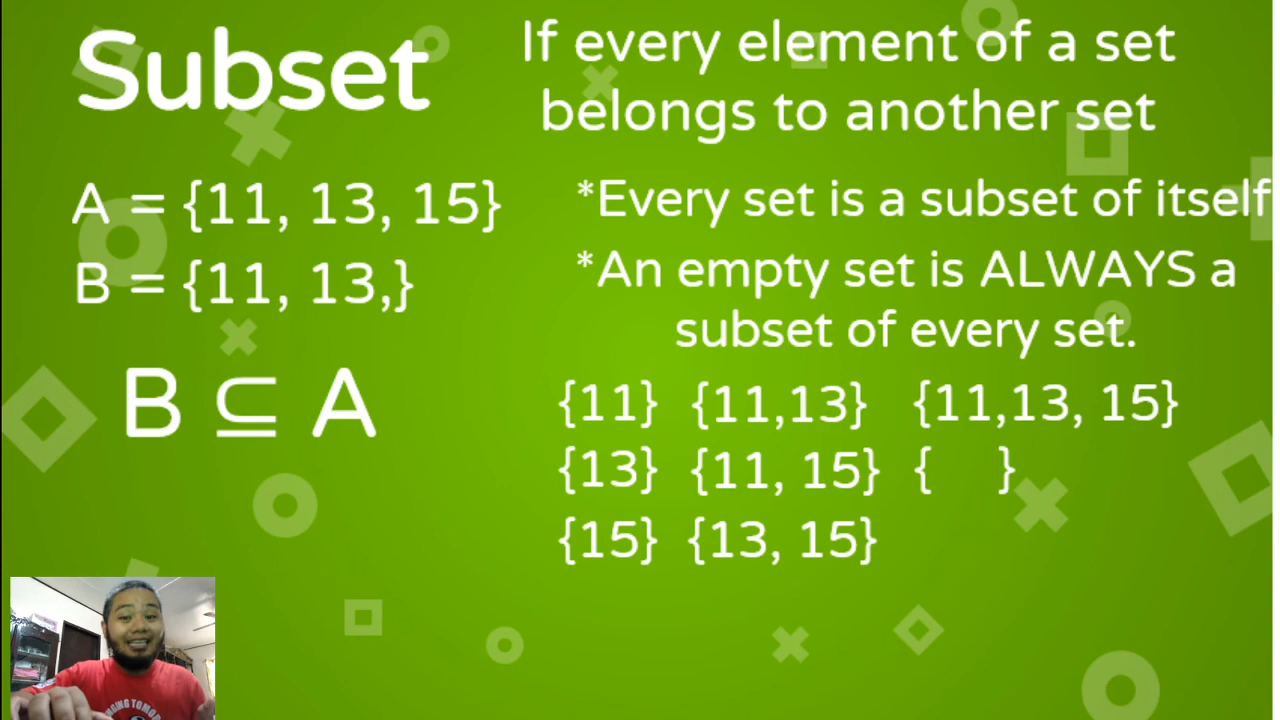 Subset
If every element of a set
belongs to another set
A = {11, 13, 15}
B = {11, 13,}
B ⊆ A
*Every set is a subset of itself
*An empty set is ALWAYS a
subset of every set.
{11} {11,13} {11,13, 15}
{13} {11, 15} { }
{15} {13, 15}